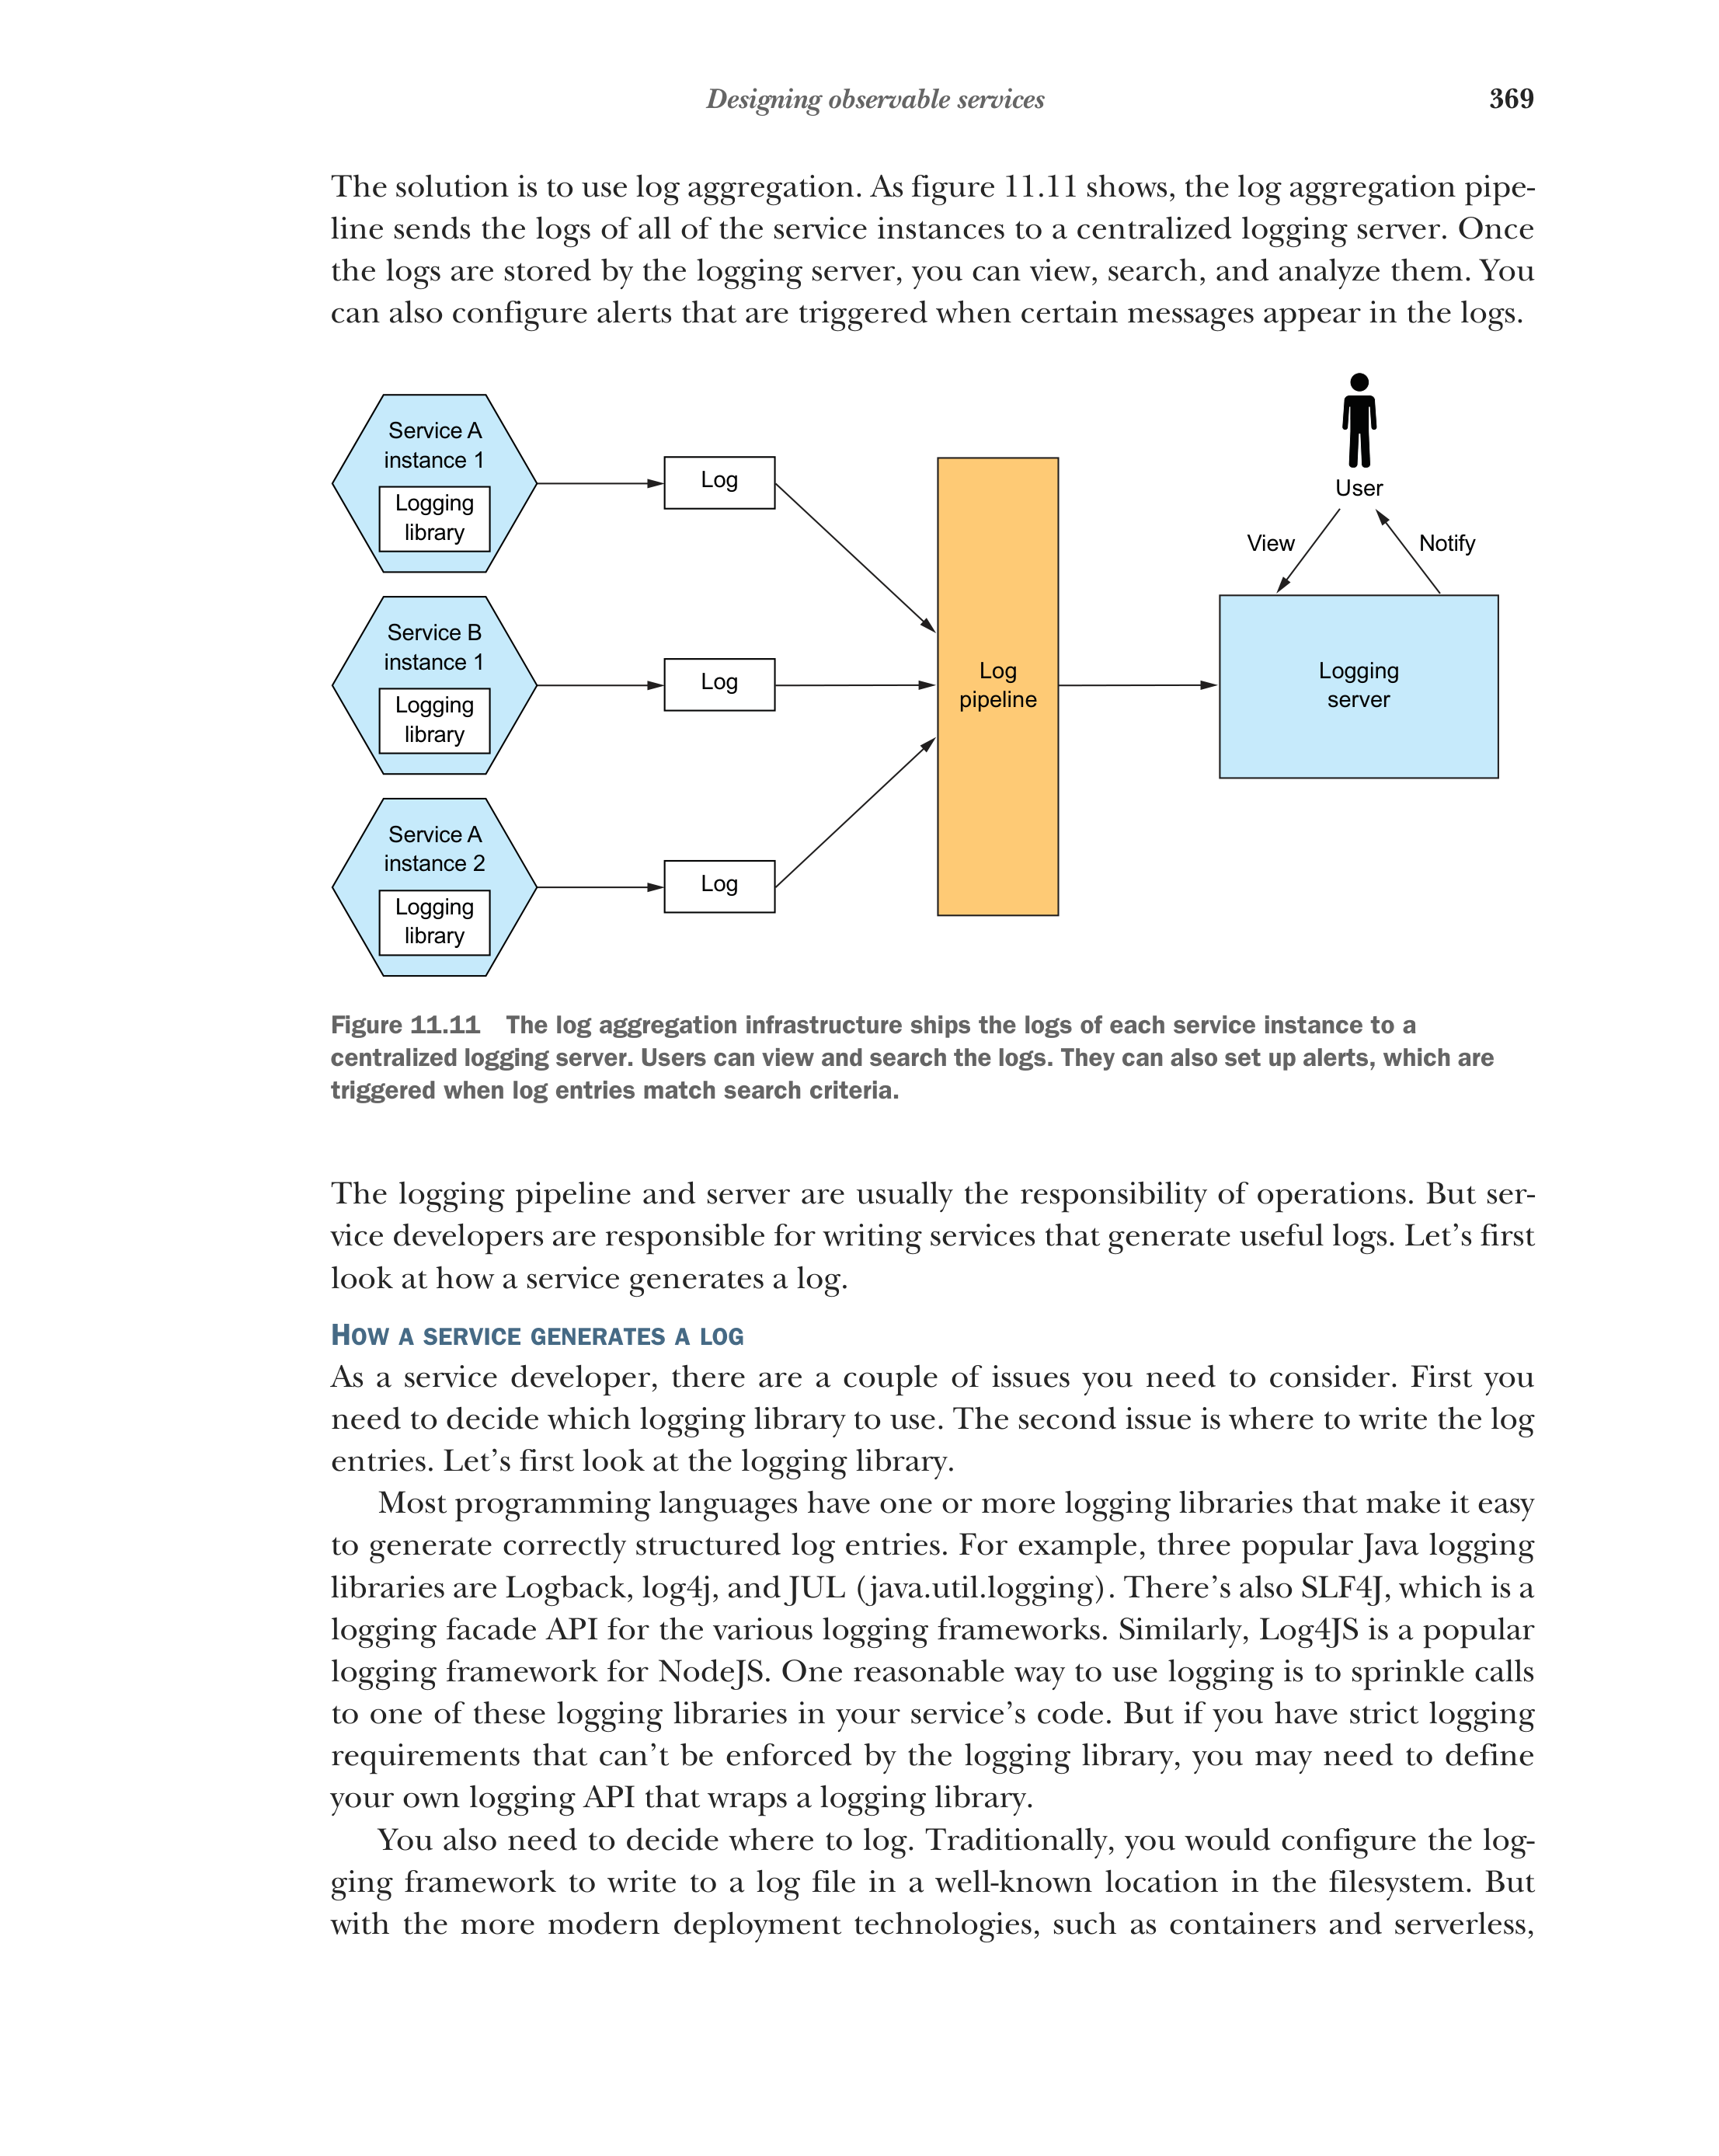 Designing observable services
369
The solution is to use log aggregation. As figure 11.11 shows, the log aggregation pipe-
line sends the logs of all of the service instances to a centralized logging server. Once
the logs are stored by the logging server, you can view, search, and analyze them. You
can also configure alerts that are triggered when certain messages appear in the logs.
Service A
instance 1
Logging
library
Log
Service B
instance 1
Logging
library
Log
Service A
instance 2
Logging
library
Log
Log
pipeline
User
View
Notify
Logging
server
Figure 11.11 The log aggregation infrastructure ships the logs of each service instance to a
centralized logging server. Users can view and search the logs. They can also set up alerts, which are
triggered when log entries match search criteria.
The logging pipeline and server are usually the responsibility of operations. But ser-
vice developers are responsible for writing services that generate useful logs. Let’s first
look at how a service generates a log.
HOW A SERVICE GENERATES A LOG
As a service developer, there are a couple of issues you need to consider. First you
need to decide which logging library to use. The second issue is where to write the log
entries. Let’s first look at the logging library.
Most programming languages have one or more logging libraries that make it easy
to generate correctly structured log entries. For example, three popular Java logging
libraries are Logback, log4j, and JUL (java.util.logging). There’s also SLF4J, which is a
logging facade API for the various logging frameworks. Similarly, Log4JS is a popular
logging framework for NodeJS. One reasonable way to use logging is to sprinkle calls
to one of these logging libraries in your service’s code. But if you have strict logging
requirements that can’t be enforced by the logging library, you may need to define
your own logging API that wraps a logging library.
You also need to decide where to log. Traditionally, you would configure the log-
ging framework to write to a log file in a well-known location in the filesystem. But
with the more modern deployment technologies, such as containers and serverless,